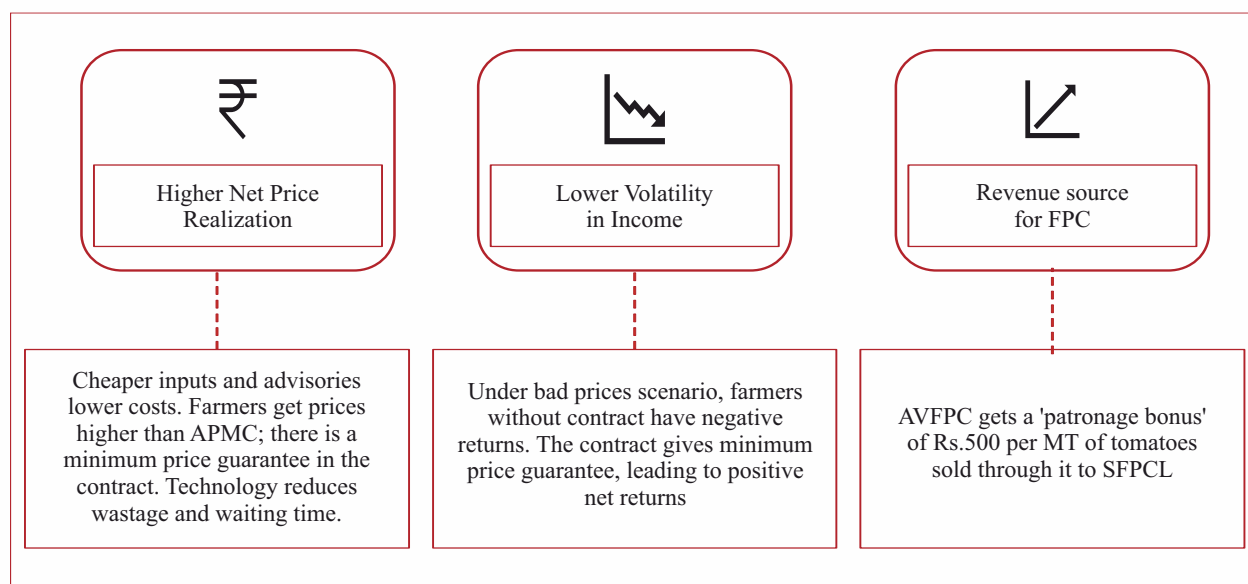 ₹
Higher Net Price
Realization
Lower Volatility
in Income
Revenue source
for FPC
Cheaper inputs and advisories
lower costs. Farmers get prices
higher than APMC; there is a
minimum price guarantee in the
contract. Technology reduces
wastage and waiting time.
Under bad prices scenario, farmers
without contract have negative
returns. The contract gives minimum
price guarantee, leading to positive
net returns
AVFPC gets a 'patronage bonus'
of Rs.500 per MT of tomatoes
sold through it to SFPCL